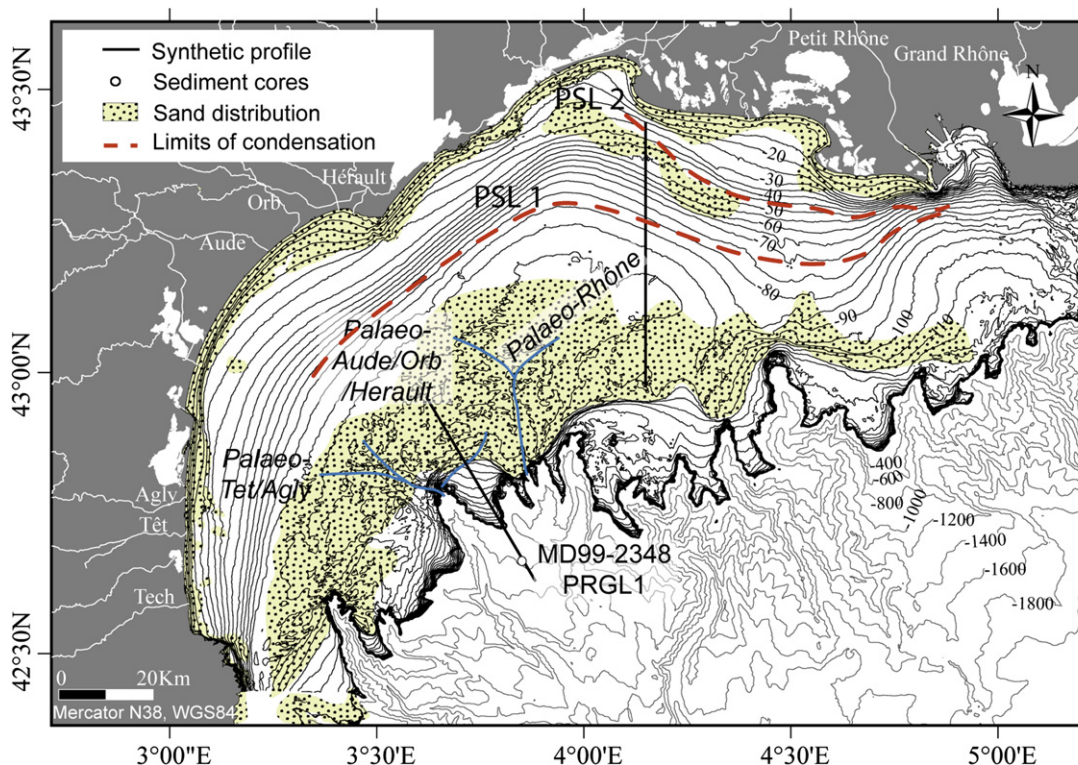 Synthetic profile
Sediment cores
Sand distribution
Limits of condensation
Petit Rhône
Grand Rhône
N
PSL 2
PSL 1
Hérault
Orb
Aude
Agly
Têt
Tech
Palaeo-Rhône
Palaeo-
Aude/Orb
/Herault
Palaeo-
Tet/Agly
MD99-2348
PRGL1
-20
-30
-40
-50
-60
-70
-80
-90
-100
-110
-400
-600
-800
-1000
-1200
-1400
-1600
-1800
0 20Km
Mercator N38, WGS84
43°30'N
43°00'N
42°30'N
3°00"E
3°30"E
4°00"E
4°30"E
5°00"E